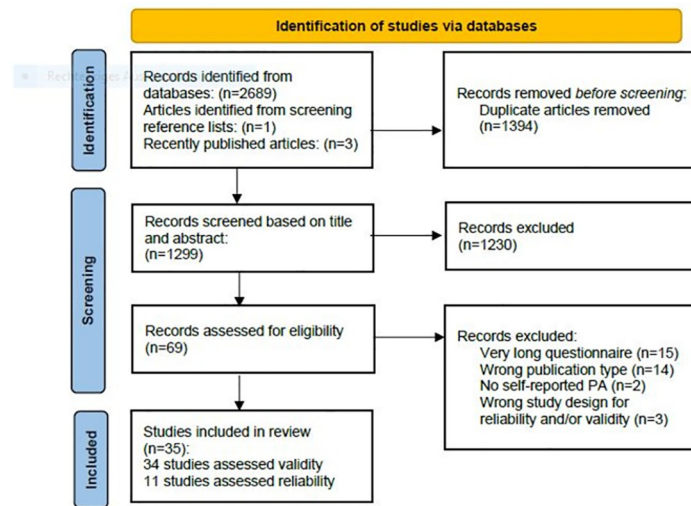 Identification of studies via databases
Identification
Records identified from
databases: (n=2689)
Articles identified from screening
reference lists: (n=1)
Recently published articles: (n=3)
Records removed before screening:
Duplicate articles removed
(n=1394)
Screening
Records screened based on title
and abstract:
(n=1299)
Records excluded
(n=1230)
Records assessed for eligibility
(n=69)
Records excluded:
Very long questionnaire (n=15)
Wrong publication type (n=14)
No self-reported PA (n=2)
Wrong study design for
reliability and/or validity (n=3)
Included
Studies included in review
(n=35):
34 studies assessed validity
11 studies assessed reliability